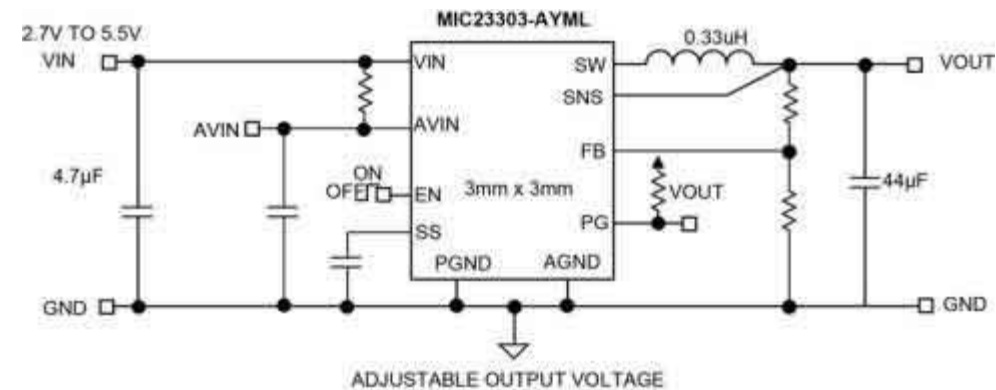 MIC23303-AYML
2.7V TO 5.5V
0.33uH
VIN
VIN
SW
VOUT
SNS
AVIN
AVIN
FB
ON
4.7µF
OFF
EN
3mm x 3mm
VOUT
44µF
PG
SS
PGND
AGND
GND
GND
ADJUSTABLE OUTPUT VOLTAGE